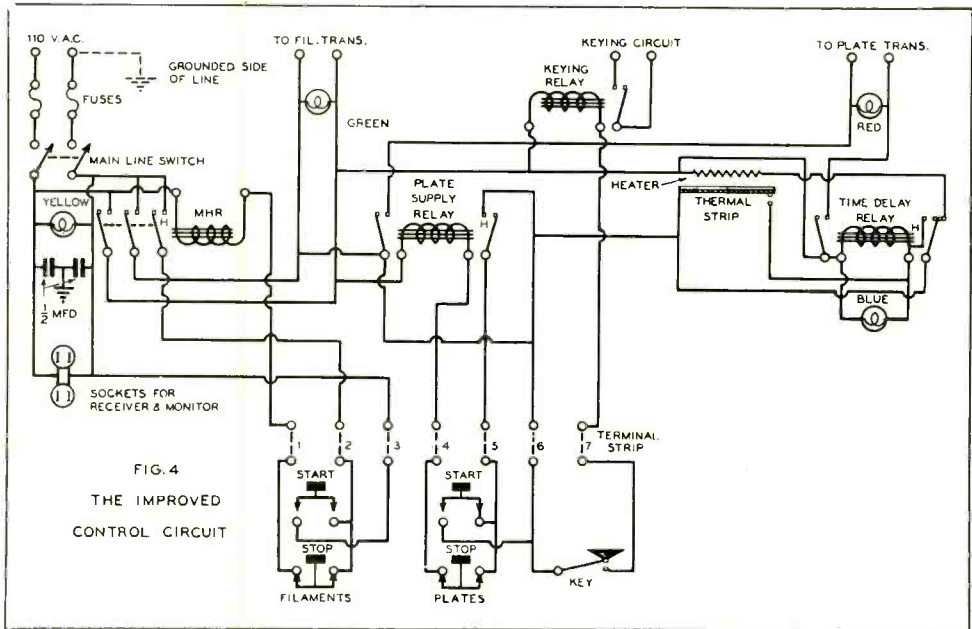 110 V.A.C.
GROUNDED SIDE
OF LINE
FUSES
MAIN LINE SWITCH
YELLOW
½ MFD
SOCKETS FOR
RECEIVER & MONITOR
TO FIL. TRANS.
GREEN
MHR
H
PLATE
SUPPLY
RELAY
H
KEYING CIRCUIT
KEYING
RELAY
TO PLATE TRANS.
RED
HEATER
THERMAL
STRIP
TIME DELAY
RELAY
H
BLUE
1 2 3 4 5 6 7
TERMINAL
STRIP
START
STOP
FILAMENTS
START
STOP
PLATES
KEY
FIG. 4
THE IMPROVED
CONTROL CIRCUIT